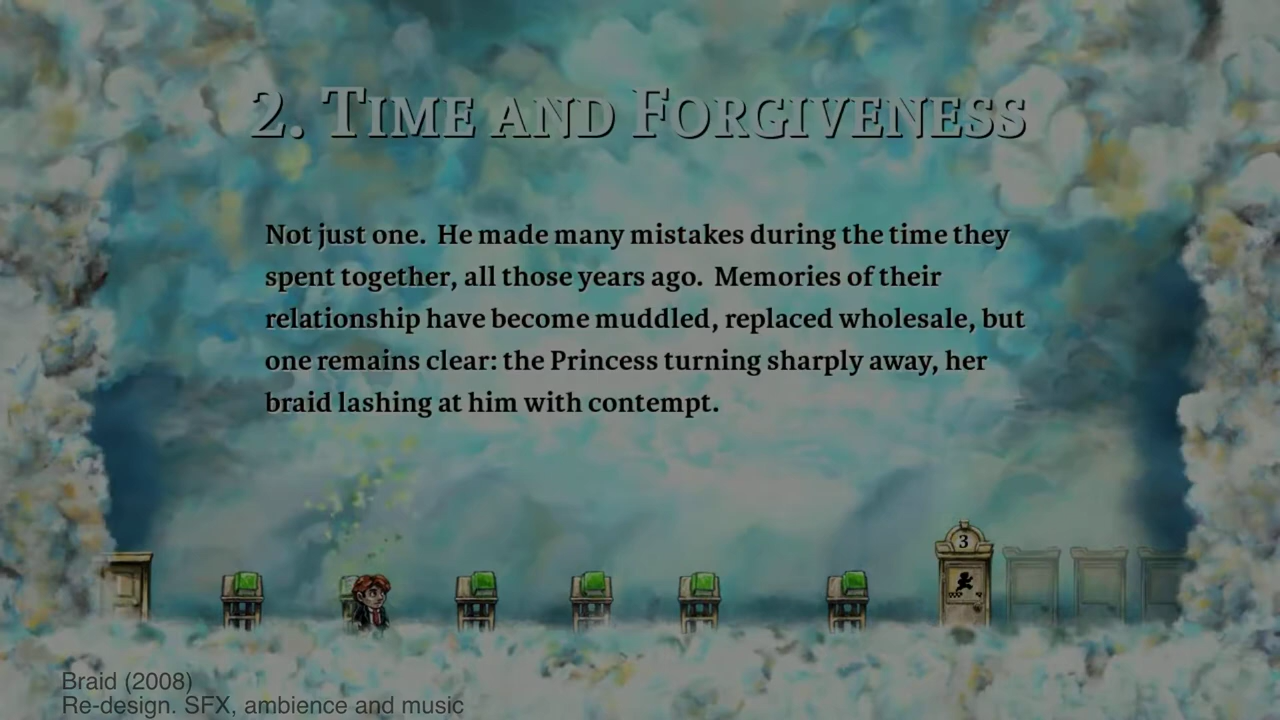 2. Time and Forgiveness
Not just one. He made many mistakes during the time they
spent together, all those years ago. Memories of their
relationship have become muddled, replaced wholesale, but
one remains clear: the Princess turning sharply away, her
braid lashing at him with contempt.
3
Braid (2008)
Re-design. SFX, ambience and music